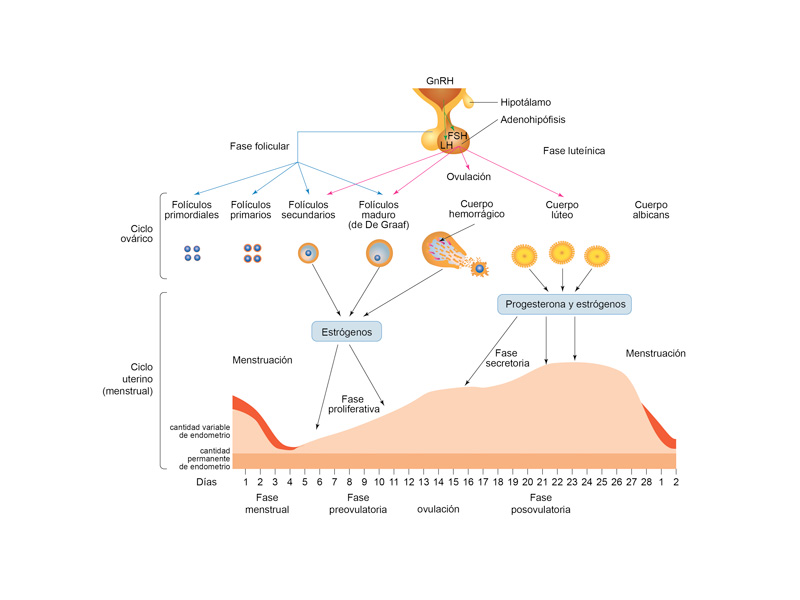 GnRH
Hipotálamo
Adenohipófisis
FSH
LH
Fase folicular
Fase luteínica
Ovulación
Ciclo
ovárico
Folículos
primordiales
Folículos
primarios
Folículos
secundarios
Folículos
maduro
(de De Graaf)
Cuerpo
hemorrágico
Cuerpo
lúteo
Cuerpo
albicans
Progesterona y estrógenos
Estrógenos
Ciclo
uterino
(menstrual)
Menstruación
Fase
proliferativa
Fase
secretoria
Menstruación
cantidad variable
de endometrio
cantidad
permanente
de endometrio
Días 1 2 3 4 5 6 7 8 9 10 11 12 13 14 15 16 17 18 19 20 21 22 23 24 25 26 27 28 1 2
Fase
menstrual
Fase
preovulatoria
ovulación
Fase
posovulatoria